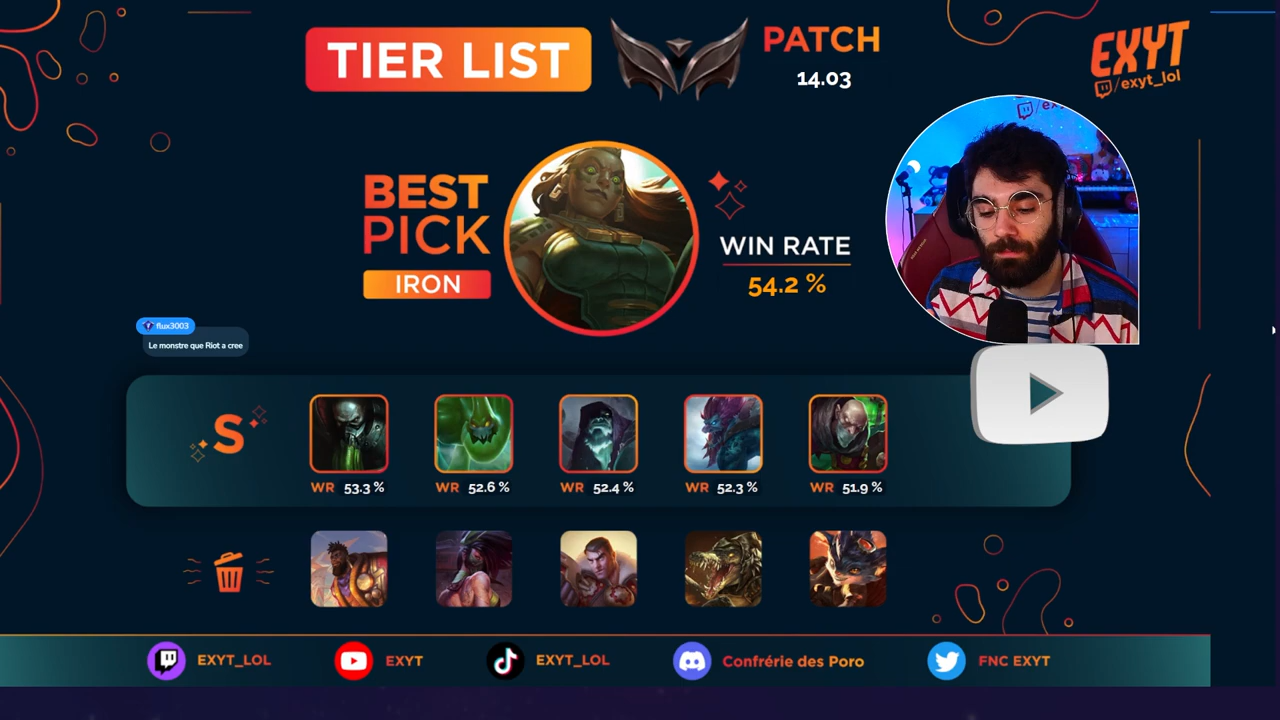 TIER LIST
PATCH
14.03
EXYT
/exyt_lol
BEST
PICK
IRON
WIN RATE
54.2 %
flux3003
Le monstre que Riot a cree
S
WR 53.3 %
WR 52.6 %
WR 52.4 %
WR 52.3 %
WR 51.9 %
EXYT_LOL
EXYT
EXYT_LOL
Confrérie des Poro
FNC EXYT